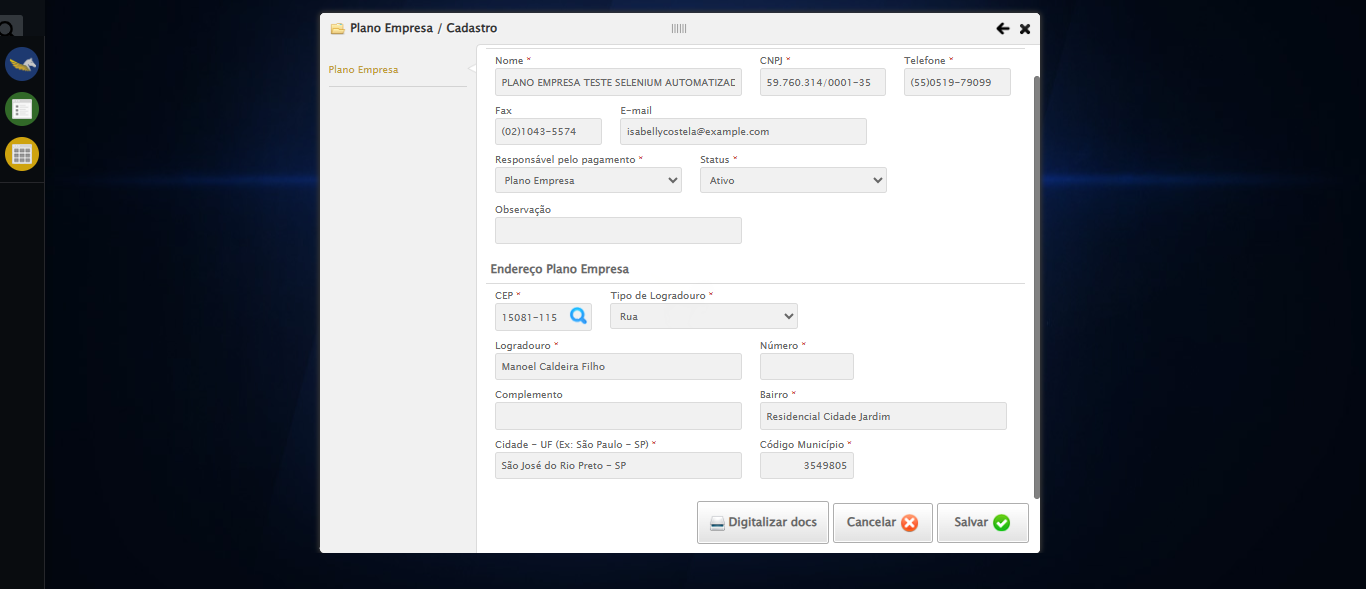 Plano Empresa / Cadastro
Plano Empresa
Nome * CNPJ * Telefone *
PLANO EMPRESA TESTE SELENIUM AUTOMATIZAD 59.760.314/0001-35 (55)0519-79099
Fax E-mail
(02)1043-5574 isabellycostela@example.com
Responsável pelo pagamento * Status *
Plano Empresa Ativo
Observação
Endereço Plano Empresa
CEP * Tipo de Logradouro *
15081-115 Rua
Logradouro * Número *
Manoel Caldeira Filho
Complemento Bairro *
Residencial Cidade Jardim
Cidade - UF (Ex: São Paulo - SP) * Código Município *
São José do Rio Preto - SP 3549805
Digitalizar docs Cancelar Salvar